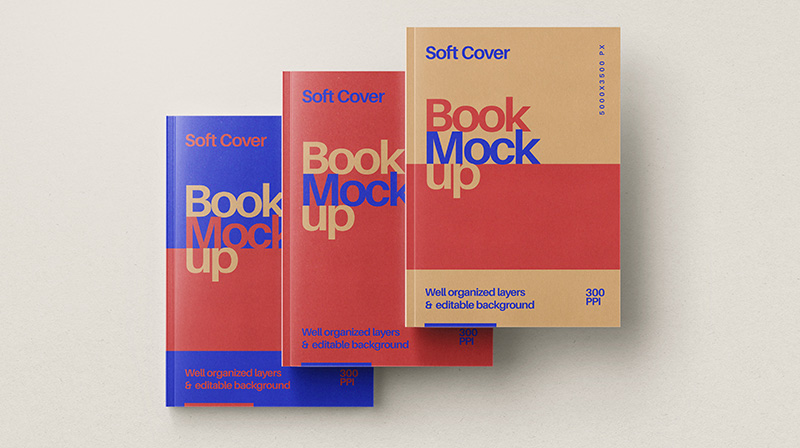 Soft Cover
Book
Mock
up
Well organized layers
& editable background
300
PPI
Soft Cover
Book
Mock
up
Well organized layers
& editable background
300
PPI
Soft Cover
5000X3500 PX
Book
Mock
up
Well organized layers
& editable background
300
PPI